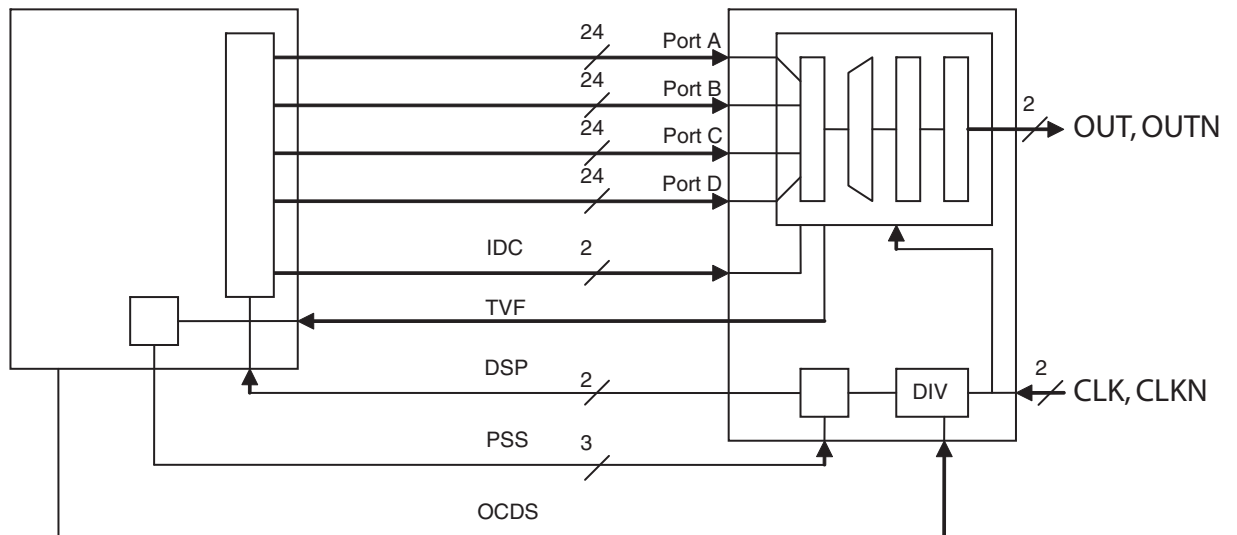 24 Port A
24 Port B
24 Port C
24 Port D
2 OUT, OUTN
IDC 2
TVF
DSP 2
DIV
2 CLK, CLKN
PSS 3
OCDS